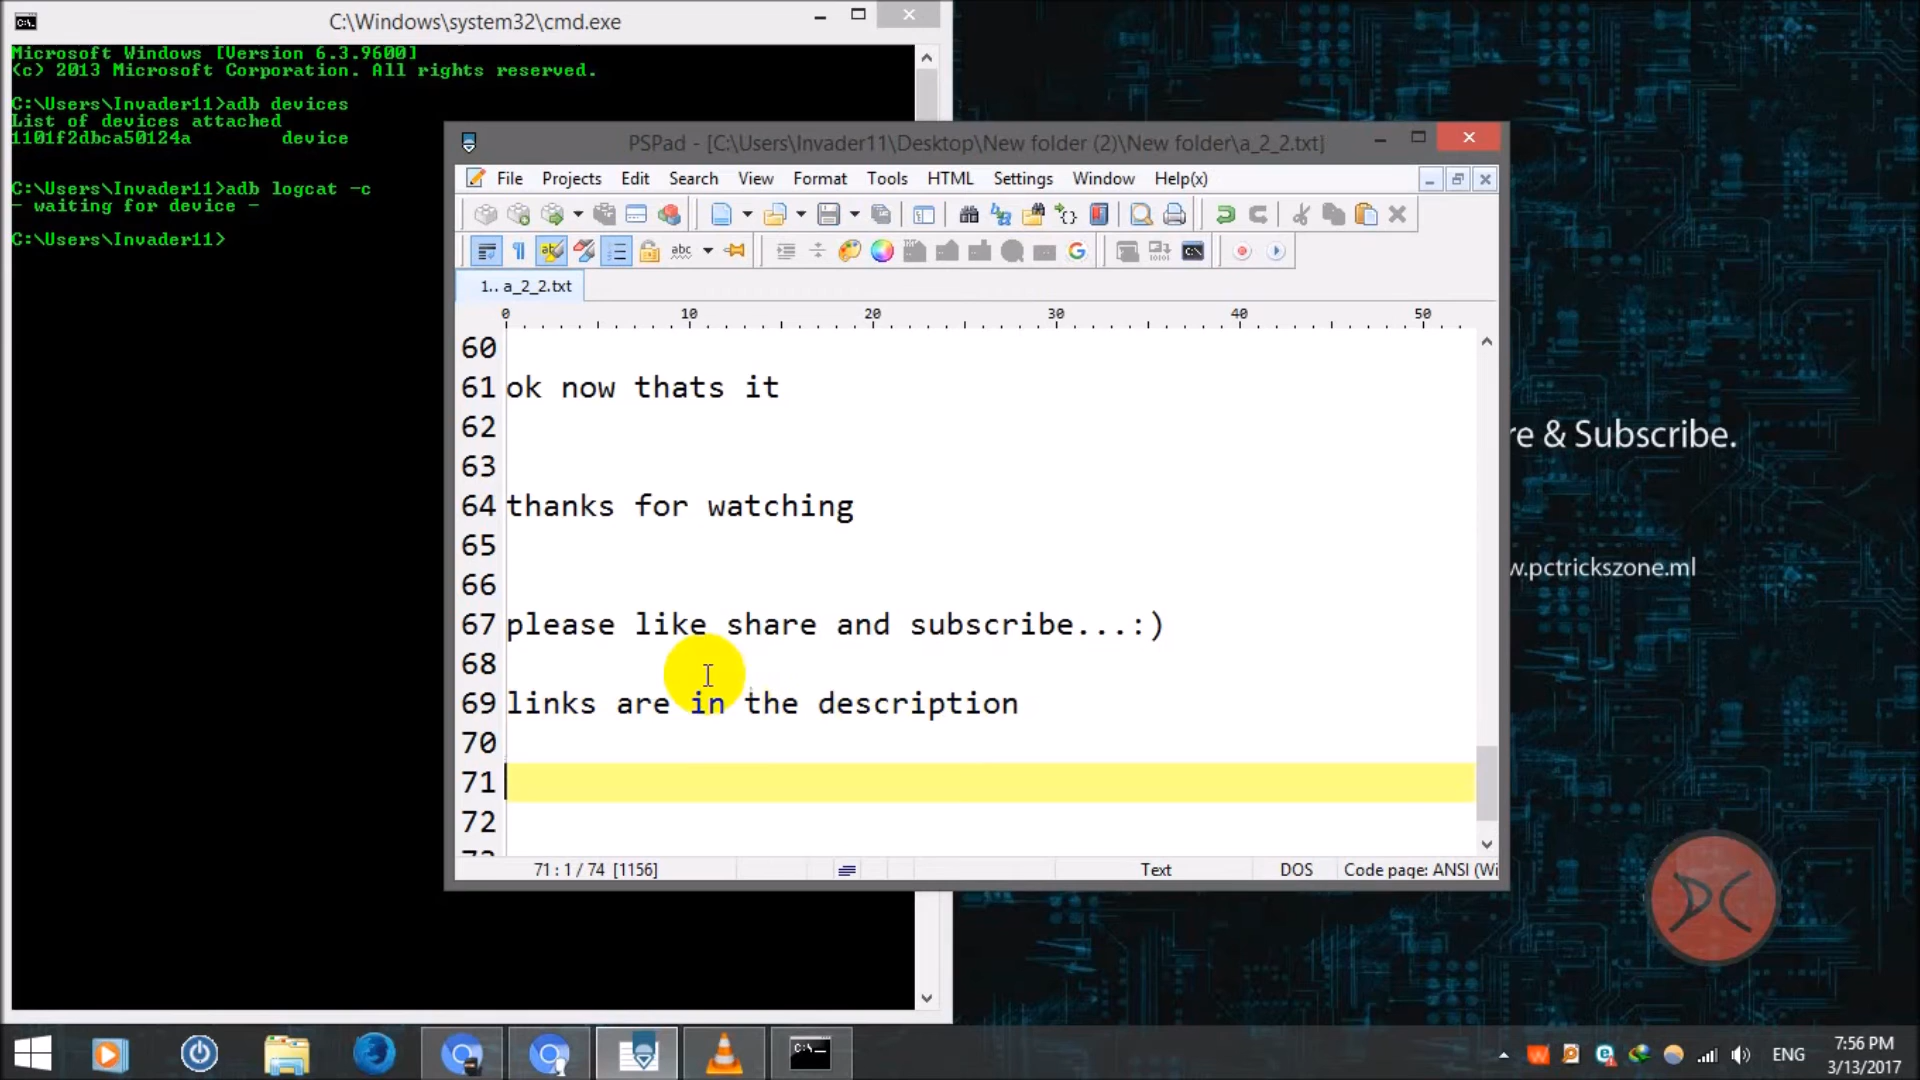 C:\Windows\system32\cmd.exe
Microsoft Windows [Version 6.3.9600]
(c) 2013 Microsoft Corporation. All rights reserved.
C:\Users\Invader11>adb devices
List of devices attached
1101f2dbca50124a device
C:\Users\Invader11>adb logcat -c
- waiting for device -
C:\Users\Invader11>
PSPad - [C:\Users\Invader11\Desktop\New folder (2)\New folder\a_2_2.txt]
File Projects Edit Search View Format Tools HTML Settings Window Help(x)
1.. a_2_2.txt
0 10 20 30 40 50
60
61 ok now thats it
62
63
64 thanks for watching
65
66
67 please like share and subscribe...:)
68
69 links are in the description
70
71
72
71 : 1 / 74 [1156] Text DOS Code page: ANSI (Wi
re & Subscribe.
w.pctrickszone.ml
ENG
7:56 PM
3/13/2017